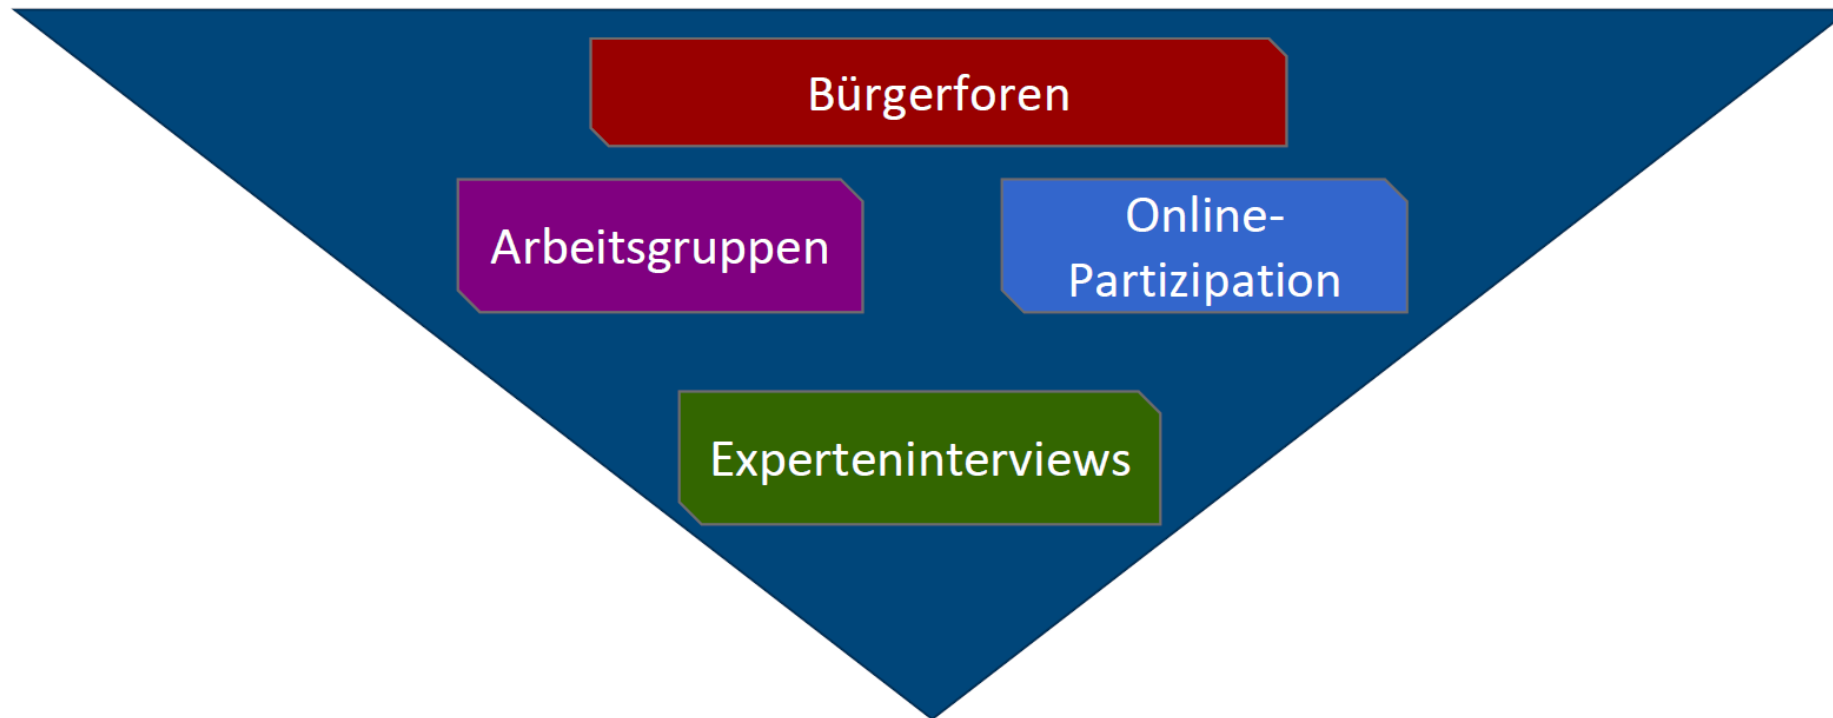 Bürgerforen
Arbeitsgruppen
Online-
Partizipation
Experteninterviews